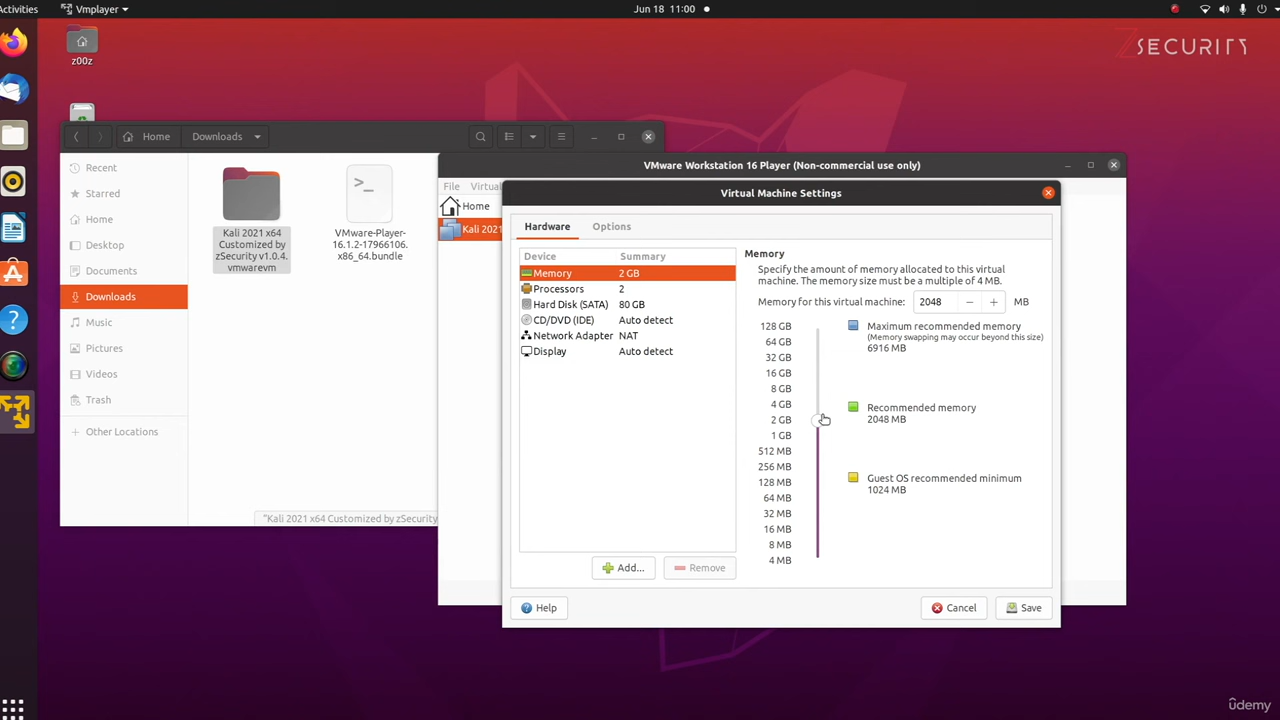 Activities
Vmplayer
Jun 18 11:00
ZSECURITY
z00z
Home
Downloads
Recent
Starred
Home
Desktop
Documents
Downloads
Music
Pictures
Videos
Trash
Other Locations
Kali 2021 x64
Customized by
zSecurity v1.0.4.
vmwarevm
>_
VMware-Player-
16.1.2-17966106.
x86_64.bundle
"Kali 2021 x64 Customized by zSecurity
VMware Workstation 16 Player (Non-commercial use only)
File
Home
Kali 2021
Virtual Machine Settings
Hardware
Options
Device Summary
Memory 2 GB
Processors 2
Hard Disk (SATA) 80 GB
CD/DVD (IDE) Auto detect
Network Adapter NAT
Display Auto detect
Add...
Remove
Memory
Specify the amount of memory allocated to this virtual
machine. The memory size must be a multiple of 4 MB.
Memory for this virtual machine: 2048 − + MB
128 GB
64 GB
32 GB
16 GB
8 GB
4 GB
2 GB
1 GB
512 MB
256 MB
128 MB
64 MB
32 MB
16 MB
8 MB
4 MB
Maximum recommended memory
(Memory swapping may occur beyond this size)
6916 MB
Recommended memory
2048 MB
Guest OS recommended minimum
1024 MB
Help
Cancel
Save
ûdemy